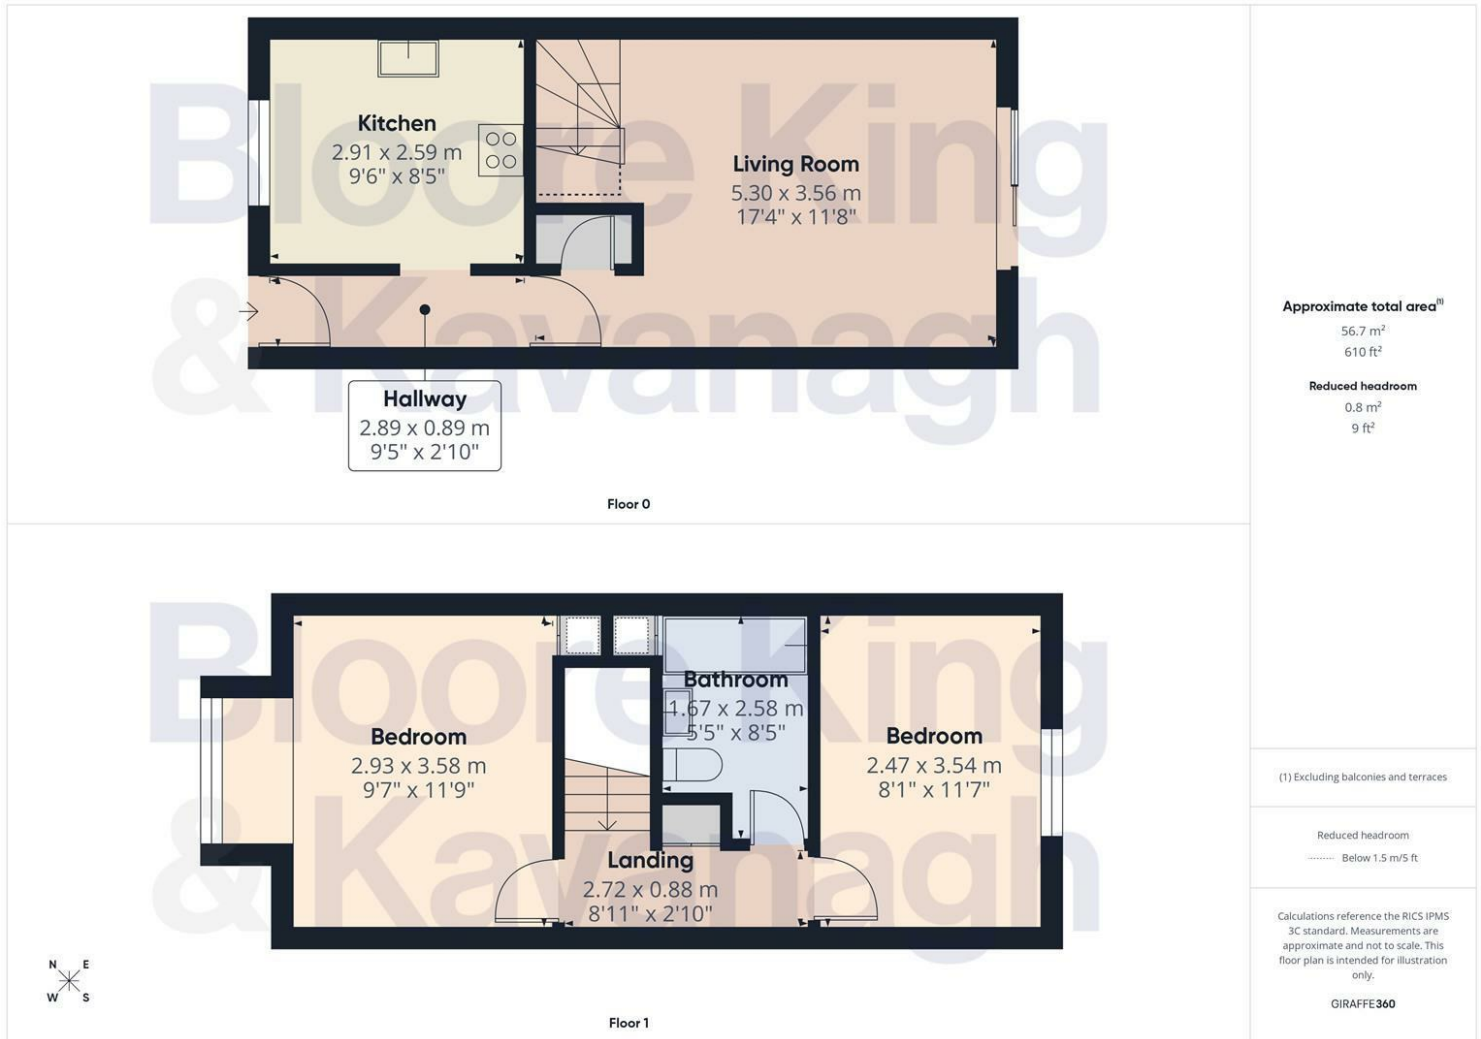 Bloore King
& Kavanagh
Kitchen
2.91 x 2.59 m
9'6" x 8'5"
Living Room
5.30 x 3.56 m
17'4" x 11'8"
Hallway
2.89 x 0.89 m
9'5" x 2'10"
Floor 0
Bloore King
& Kavanagh
Bedroom
2.93 x 3.58 m
9'7" x 11'9"
Bathroom
1.67 x 2.58 m
5'5" x 8'5"
Bedroom
2.47 x 3.54 m
8'1" x 11'7"
Landing
2.72 x 0.88 m
8'11" x 2'10"
N E
W S
Floor 1
Approximate total area(1)
56.7 m²
610 ft²
Reduced headroom
0.8 m²
9 ft²
(1) Excluding balconies and terraces
Reduced headroom
Below 1.5 m/5 ft
Calculations reference the RICS IPMS
3C standard. Measurements are
approximate and not to scale. This
floor plan is intended for illustration
only.
GIRAFFE360